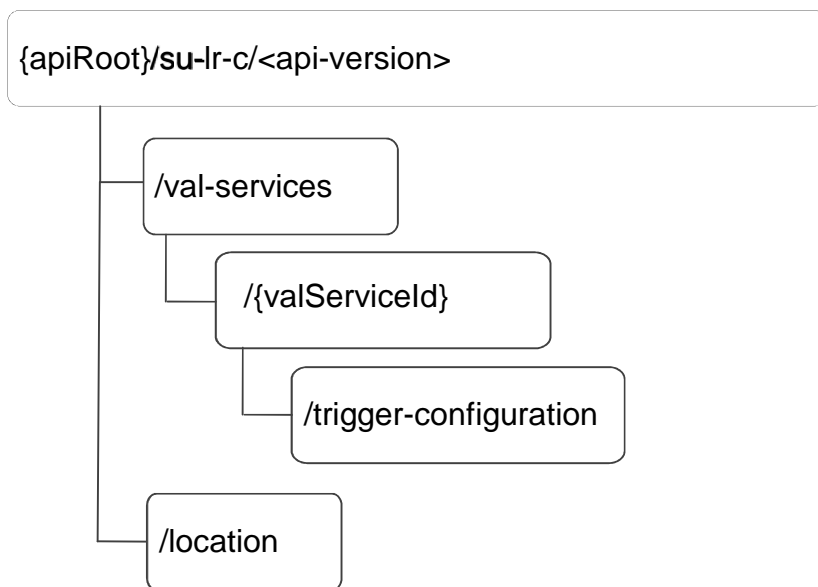 {apiRoot}/su-lr-c/<api-version>
/val-services
/{valServiceId}
/trigger-configuration
/location